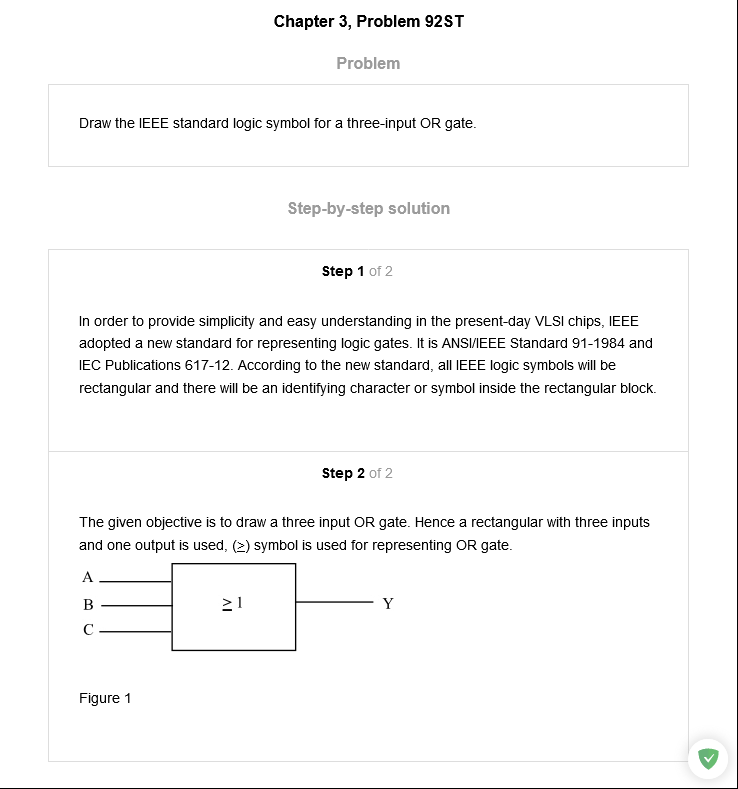 Chapter 3, Problem 92ST
Problem
Draw the IEEE standard logic symbol for a three-input OR gate.
Step-by-step solution
Step 1 of 2
In order to provide simplicity and easy understanding in the present-day VLSI chips, IEEE
adopted a new standard for representing logic gates. It is ANSI/IEEE Standard 91-1984 and
IEC Publications 617-12. According to the new standard, all IEEE logic symbols will be
rectangular and there will be an identifying character or symbol inside the rectangular block.
Step 2 of 2
The given objective is to draw a three input OR gate. Hence a rectangular with three inputs
and one output is used, (≥) symbol is used for representing OR gate.
A
B
C
≥ 1
Y
Figure 1